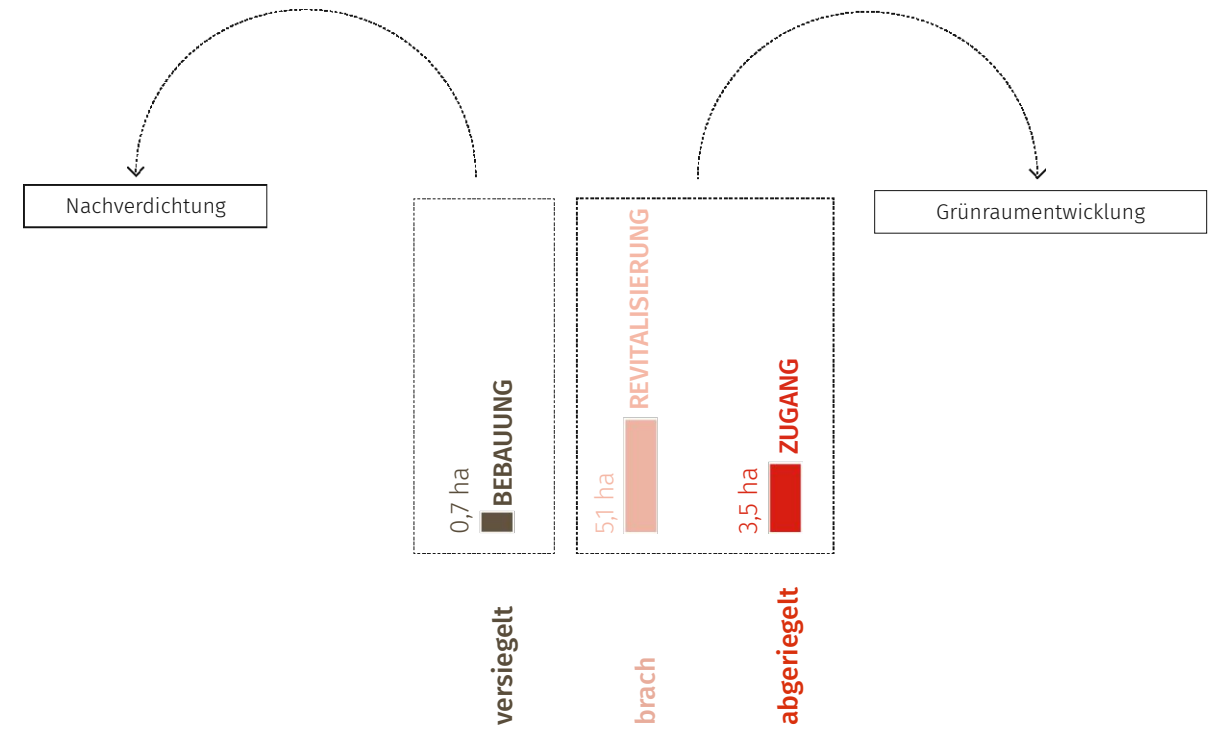 Nachverdichtung
Grünraumentwicklung
0,7 ha
BEBAUUNG
5,1 ha
REVITALISIERUNG
3,5 ha
ZUGANG
versiegelt
brach
abgeriegelt